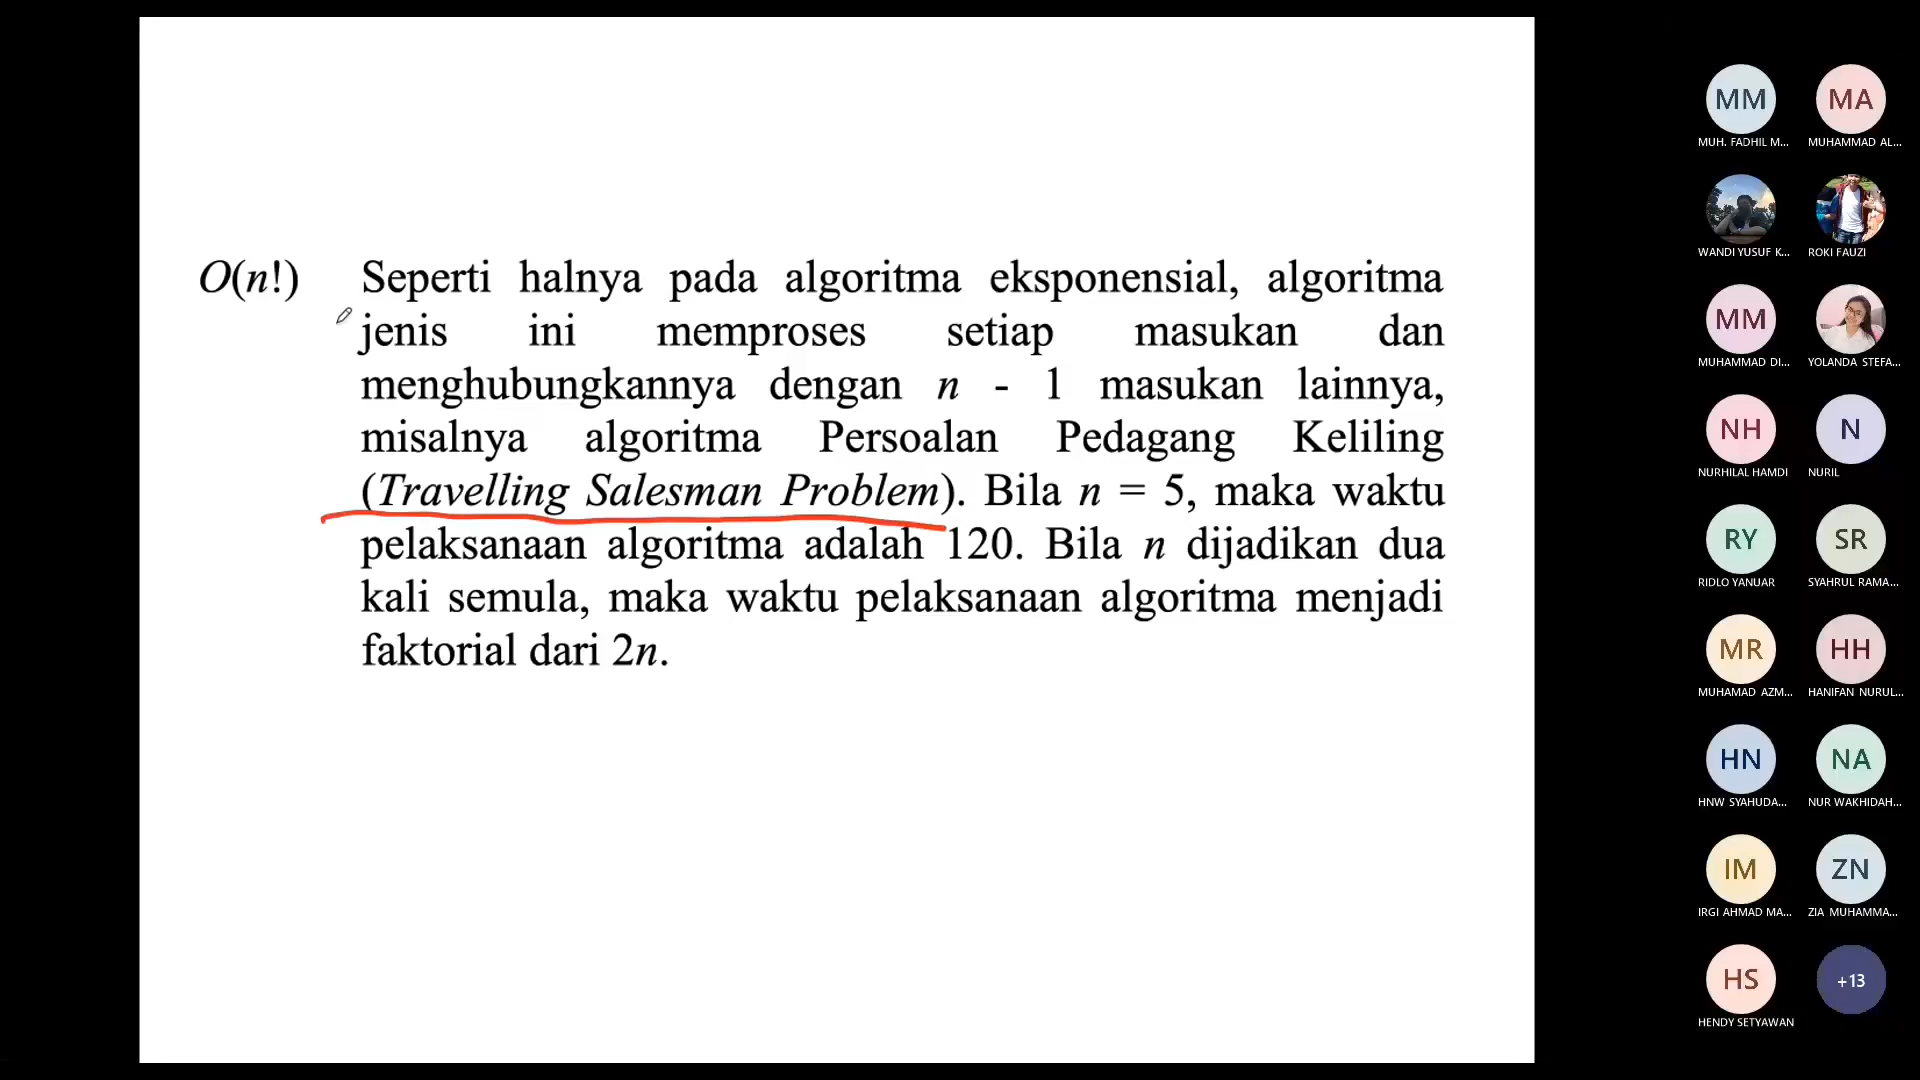 O(n!) Seperti halnya pada algoritma eksponensial, algoritma
jenis ini memproses setiap masukan dan
menghubungkannya dengan n - 1 masukan lainnya,
misalnya algoritma Persoalan Pedagang Keliling
(Travelling Salesman Problem). Bila n = 5, maka waktu
pelaksanaan algoritma adalah 120. Bila n dijadikan dua
kali semula, maka waktu pelaksanaan algoritma menjadi
faktorial dari 2n.
MM MA
MUH. FADHIL M... MUHAMMAD AL...
WANDI YUSUF K... ROKI FAUZI
MM
MUHAMMAD DI... YOLANDA STEFA...
NH N
NURHILAL HAMDI NURIL
RY SR
RIDLO YANUAR SYAHRUL RAMA...
MR HH
MUHAMAD AZM... HANIFAN NURUL...
HN NA
HNW SYAHUDA... NUR WAKHIDAH...
IM ZN
IRGI AHMAD MA... ZIA MUHAMMA...
HS +13
HENDY SETYAWAN